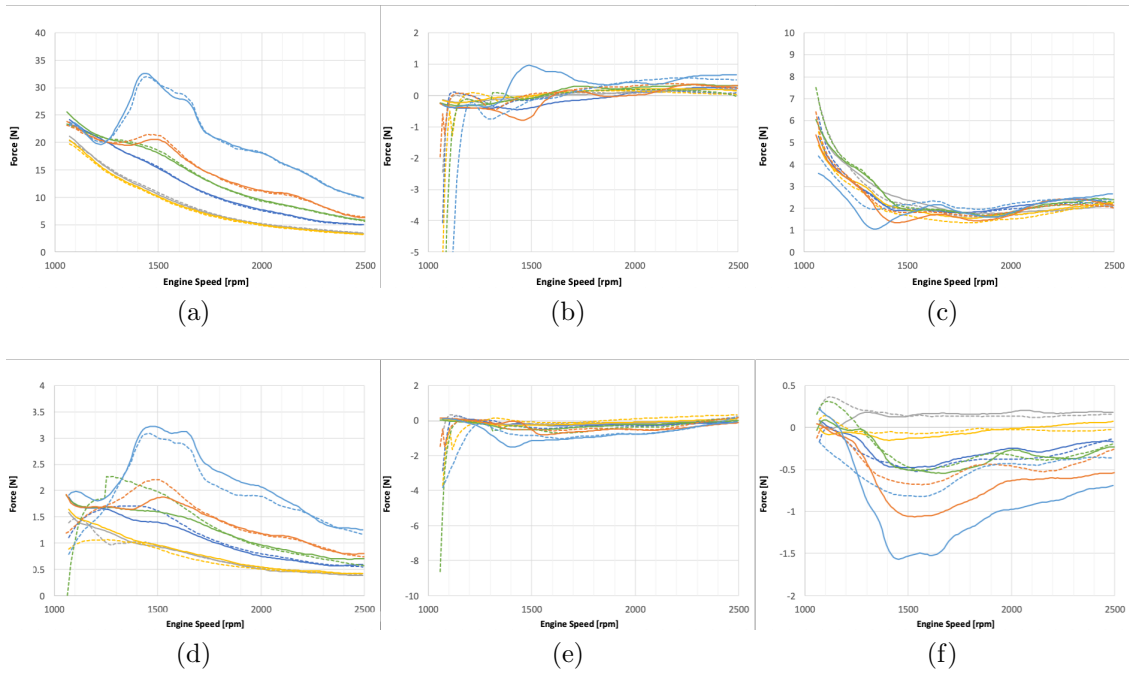 40
35
30
25
20
15
10
5
0
Force [N]
1000 1500 2000 2500
Engine Speed [rpm]
(a)
2
1
0
-1
-2
-3
-4
-5
Force [N]
1000 1500 2000 2500
Engine Speed [rpm]
(b)
10
9
8
7
6
5
4
3
2
1
0
Force [N]
1000 1500 2000 2500
Engine Speed [rpm]
(c)
4
3.5
3
2.5
2
1.5
1
0.5
0
Force [N]
1000 1500 2000 2500
Engine Speed [rpm]
(d)
2
0
-2
-4
-6
-8
-10
Force [N]
1000 1500 2000 2500
Engine Speed [rpm]
(e)
0.5
0
-0.5
-1
-1.5
-2
Force [N]
1000 1500 2000 2500
Engine Speed [rpm]
(f)